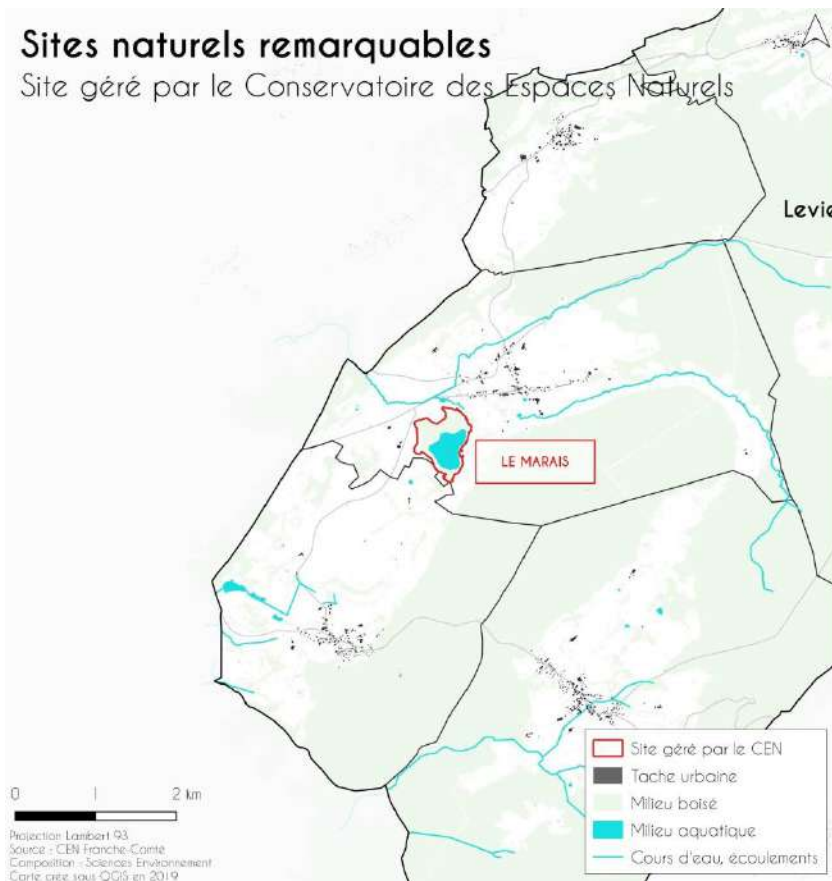 Sites naturels remarquables
Site géré par le Conservatoire des Espaces Naturels
Levie
LE MARAIS
Site géré par le CEN
Tache urbaine
Milieu boisé
Milieu aquatique
Cours d'eau, écoulements
0 1 2 km
Projection Lambert 93
Source : CEN Franche-Comté
Composition : Sciences Environnement
Carte crée sous QGIS en 2019